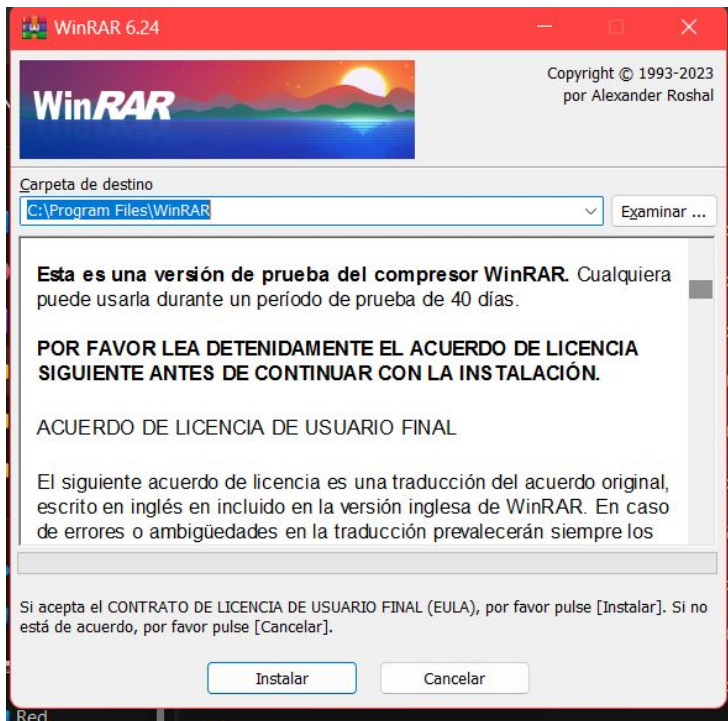 WinRAR 6.24
WinRAR
Copyright © 1993-2023
por Alexander Roshal
Carpeta de destino
C:\Program Files\WinRAR
Examinar ...
Esta es una versión de prueba del compresor WinRAR. Cualquiera
puede usarla durante un período de prueba de 40 días.
POR FAVOR LEA DETENIDAMENTE EL ACUERDO DE LICENCIA
SIGUIENTE ANTES DE CONTINUAR CON LA INSTALACIÓN.
ACUERDO DE LICENCIA DE USUARIO FINAL
El siguiente acuerdo de licencia es una traducción del acuerdo original,
escrito en inglés en incluido en la versión inglesa de WinRAR. En caso
de errores o ambigüedades en la traducción prevalecerán siempre los
Si acepta el CONTRATO DE LICENCIA DE USUARIO FINAL (EULA), por favor pulse [Instalar]. Si no
está de acuerdo, por favor pulse [Cancelar].
Instalar
Cancelar
Red